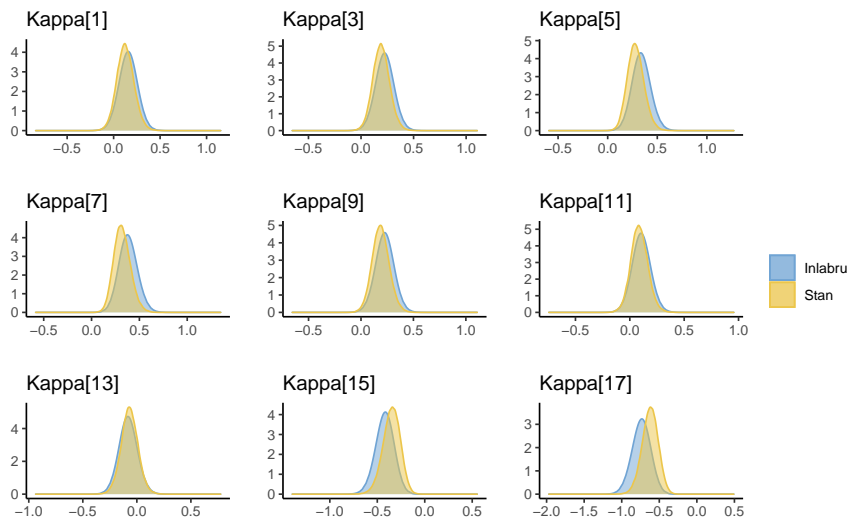 Kappa[1] Kappa[3] Kappa[5]
4 3 2 1 0
5 4 3 2 1 0
5 4 3 2 1 0
−0.5 0.0 0.5 1.0
−0.5 0.0 0.5 1.0
−0.5 0.0 0.5 1.0
Kappa[7] Kappa[9] Kappa[11]
4 3 2 1 0
5 4 3 2 1 0
5 4 3 2 1 0
−0.5 0.0 0.5 1.0
−0.5 0.0 0.5 1.0
−0.5 0.0 0.5 1.0
Inlabru
Stan
Kappa[13] Kappa[15] Kappa[17]
4 2 0
4 3 2 1 0
3 2 1 0
−1.0 −0.5 0.0 0.5
−1.0 −0.5 0.0 0.5
−2.0 −1.5 −1.0 −0.5 0.0 0.5